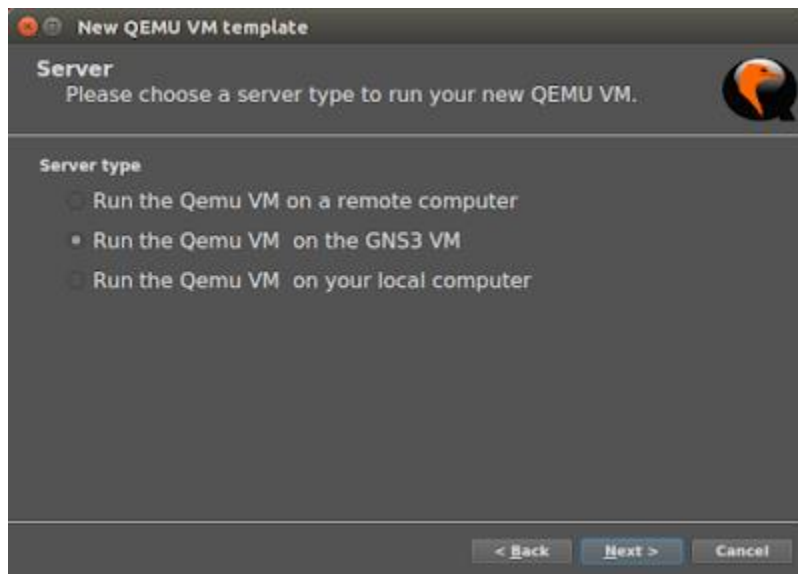 New QEMU VM template
Server
Please choose a server type to run your new QEMU VM.
Server type
Run the Qemu VM on a remote computer
Run the Qemu VM  on the GNS3 VM
Run the Qemu VM  on your local computer
< Back Next > Cancel